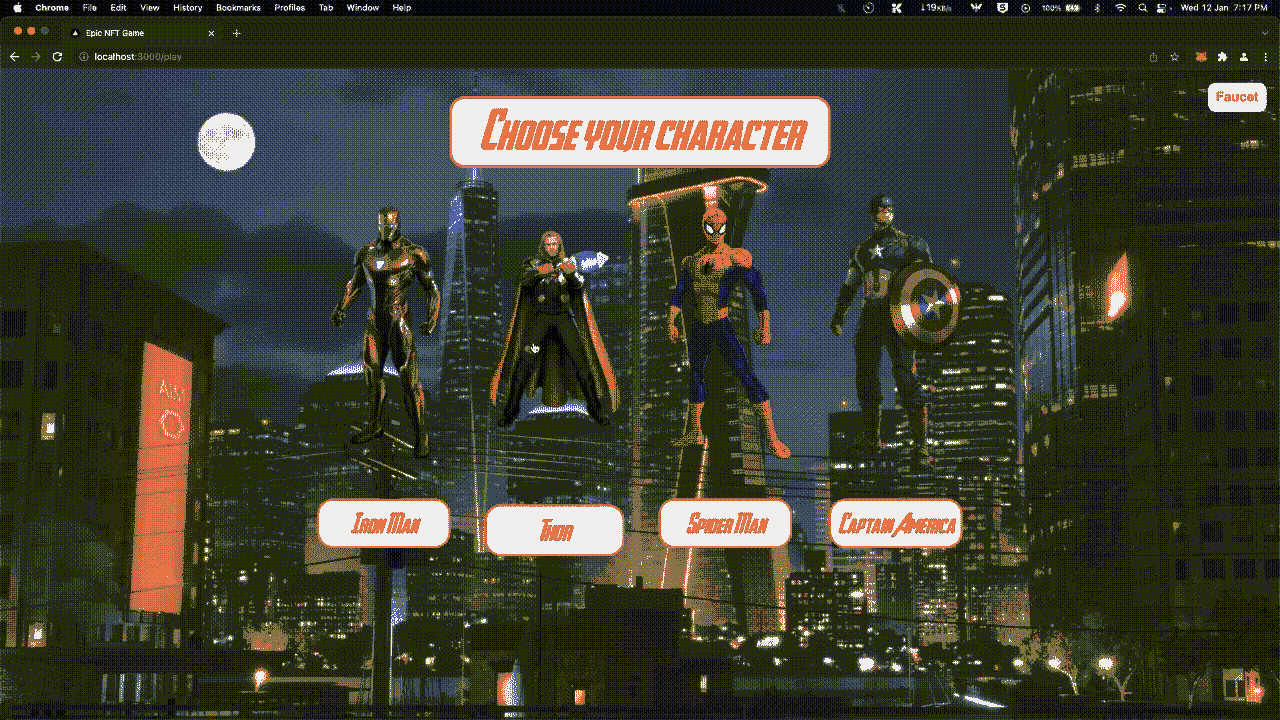 Chrome File Edit View History Bookmarks Profiles Tab Window Help 119KB/s 100% Wed 12 Jan 7:17 PM
Epic NFT Game
localhost:3000/play
Faucet
Choose your character
Iron Man
Thor
Spider Man
Captain America